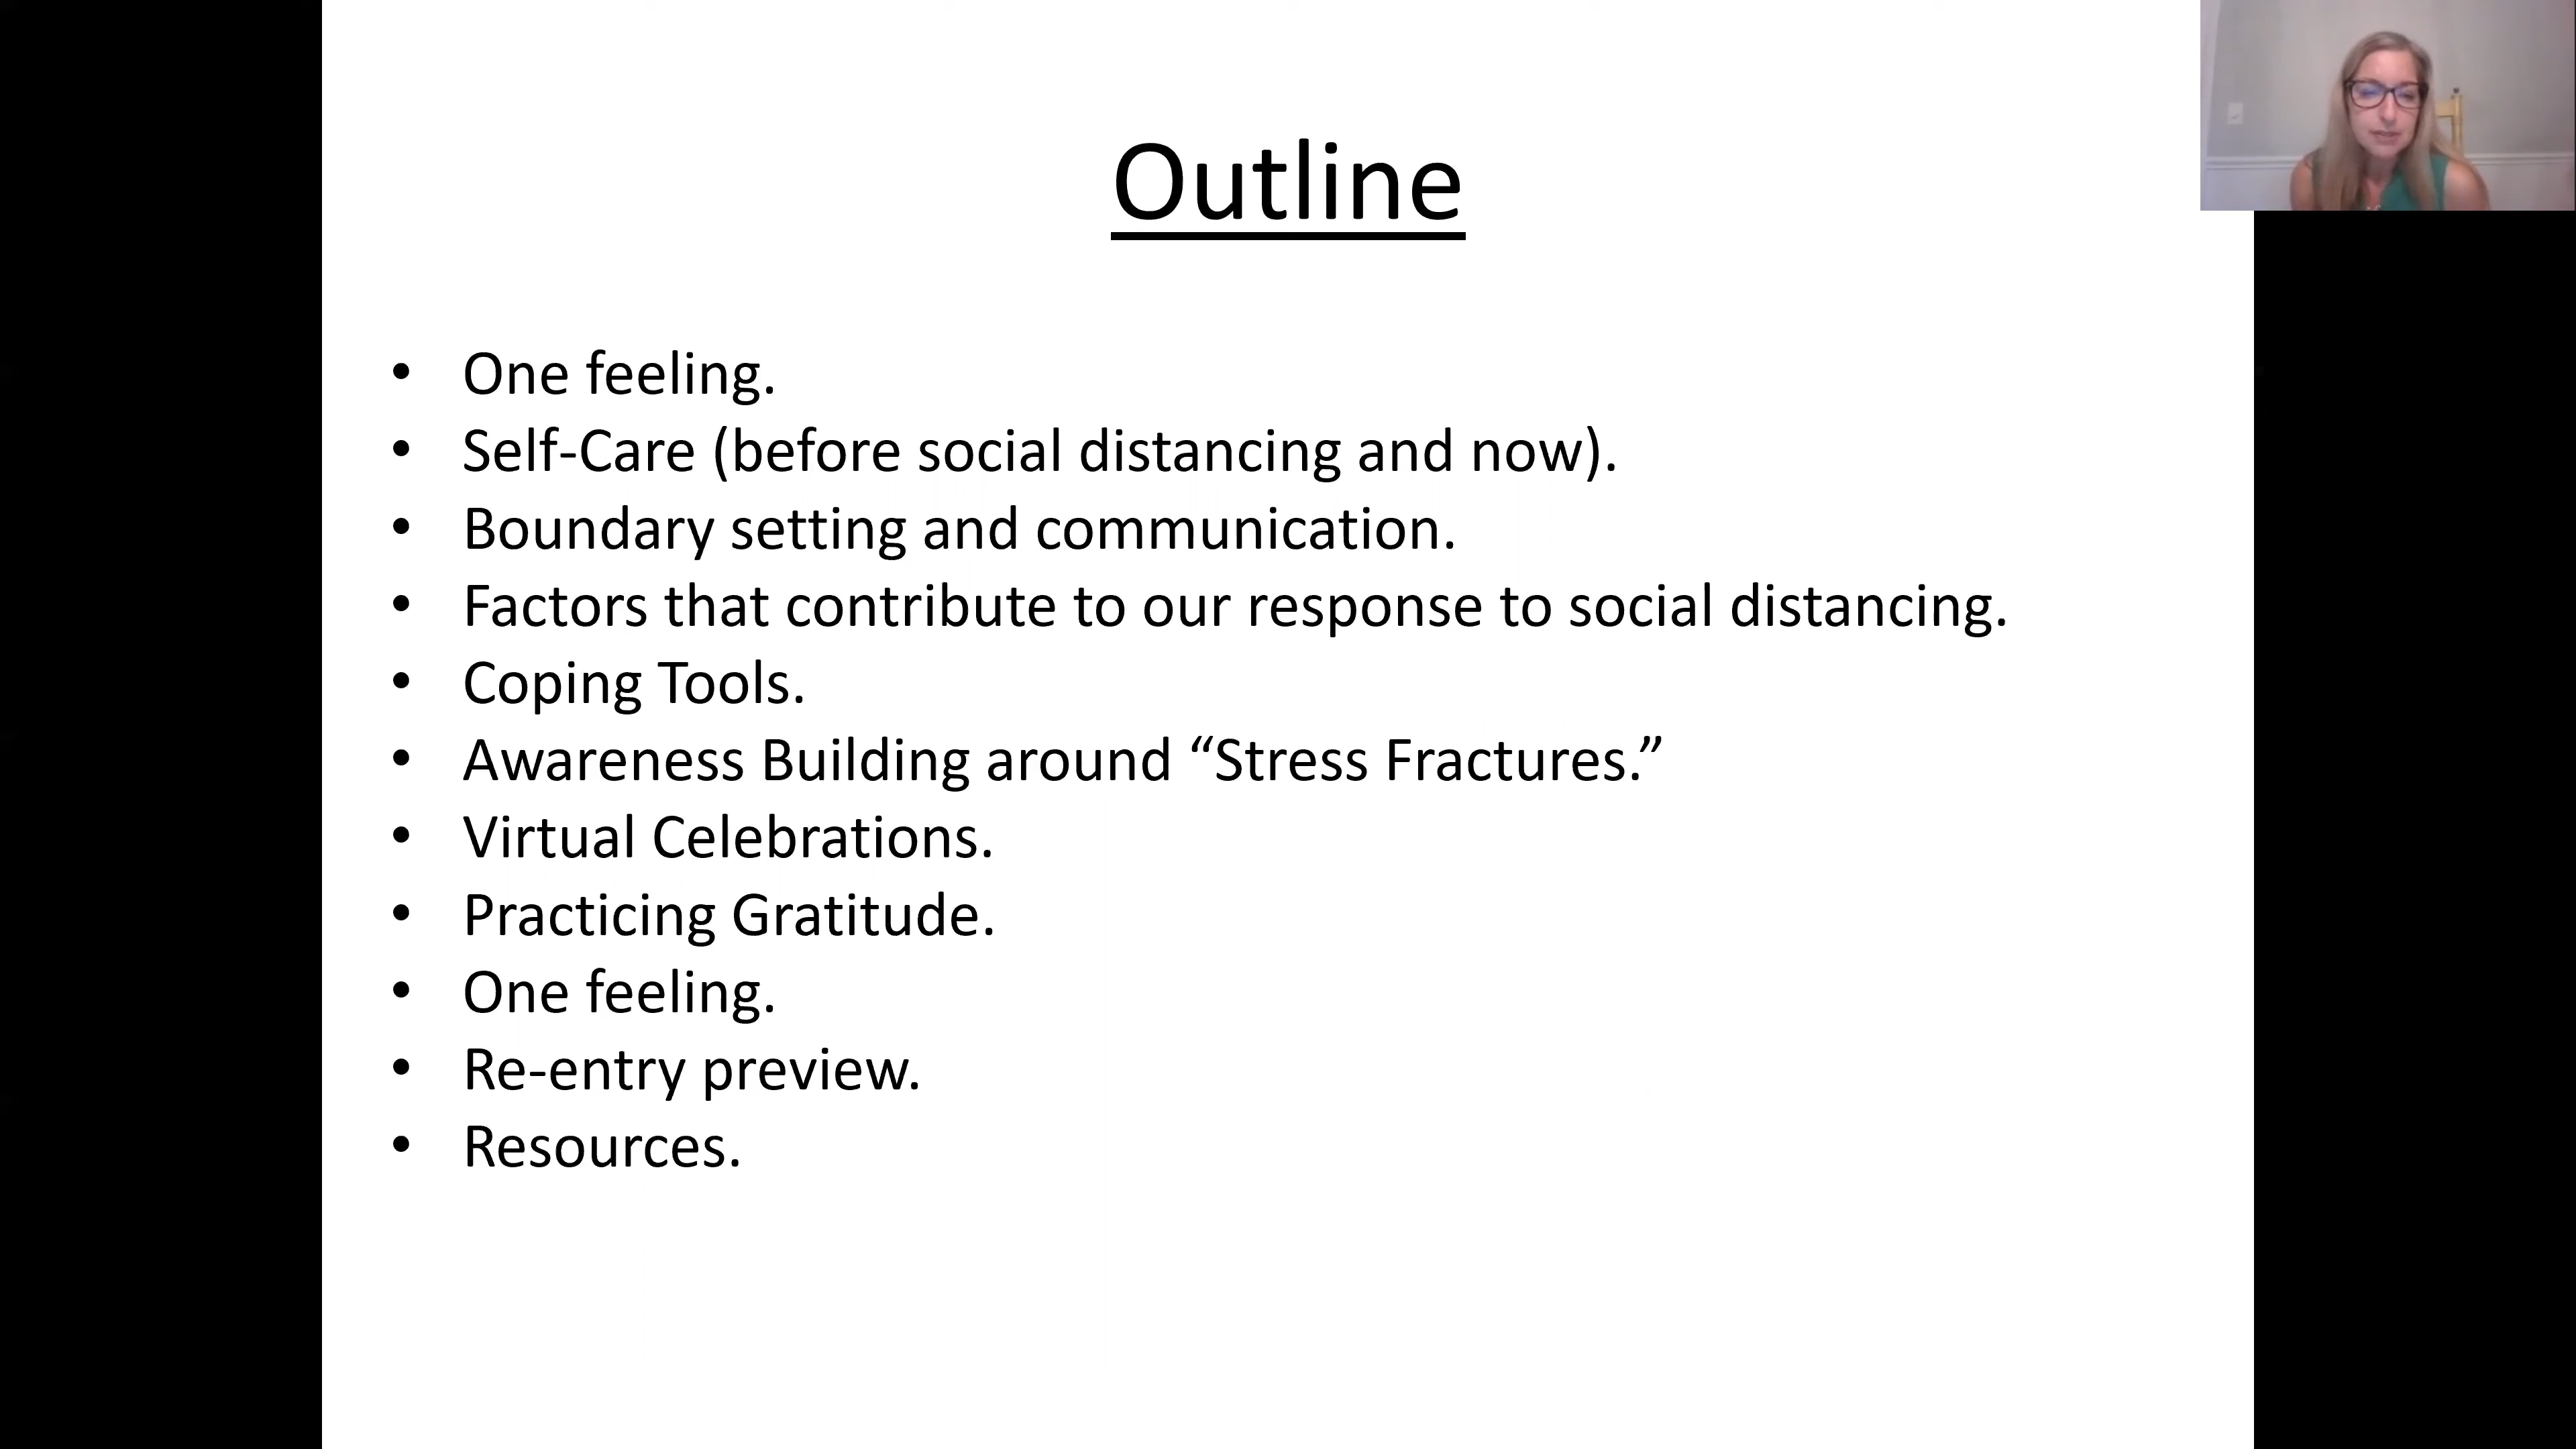 Outline
• One feeling.
• Self-Care (before social distancing and now).
• Boundary setting and communication.
• Factors that contribute to our response to social distancing.
• Coping Tools.
• Awareness Building around “Stress Fractures.”
• Virtual Celebrations.
• Practicing Gratitude.
• One feeling.
• Re-entry preview.
• Resources.